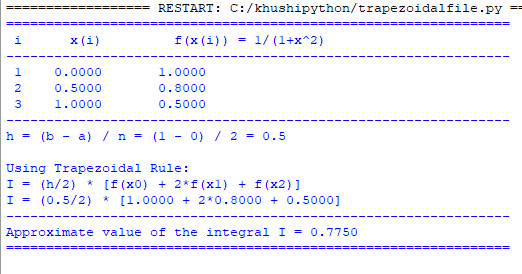 =================== RESTART: C:/khushipython/trapezoidalfile.py ==
============================================================
i x(i) f(x(i)) = 1/(1+x^2)
------------------------------------------------------------
1 0.0000 1.0000
2 0.5000 0.8000
3 1.0000 0.5000
------------------------------------------------------------
h = (b - a) / n = (1 - 0) / 2 = 0.5
Using Trapezoidal Rule:
I = (h/2) * [f(x0) + 2*f(x1) + f(x2)]
I = (0.5/2) * [1.0000 + 2*0.8000 + 0.5000]
------------------------------------------------------------
Approximate value of the integral I = 0.7750
============================================================